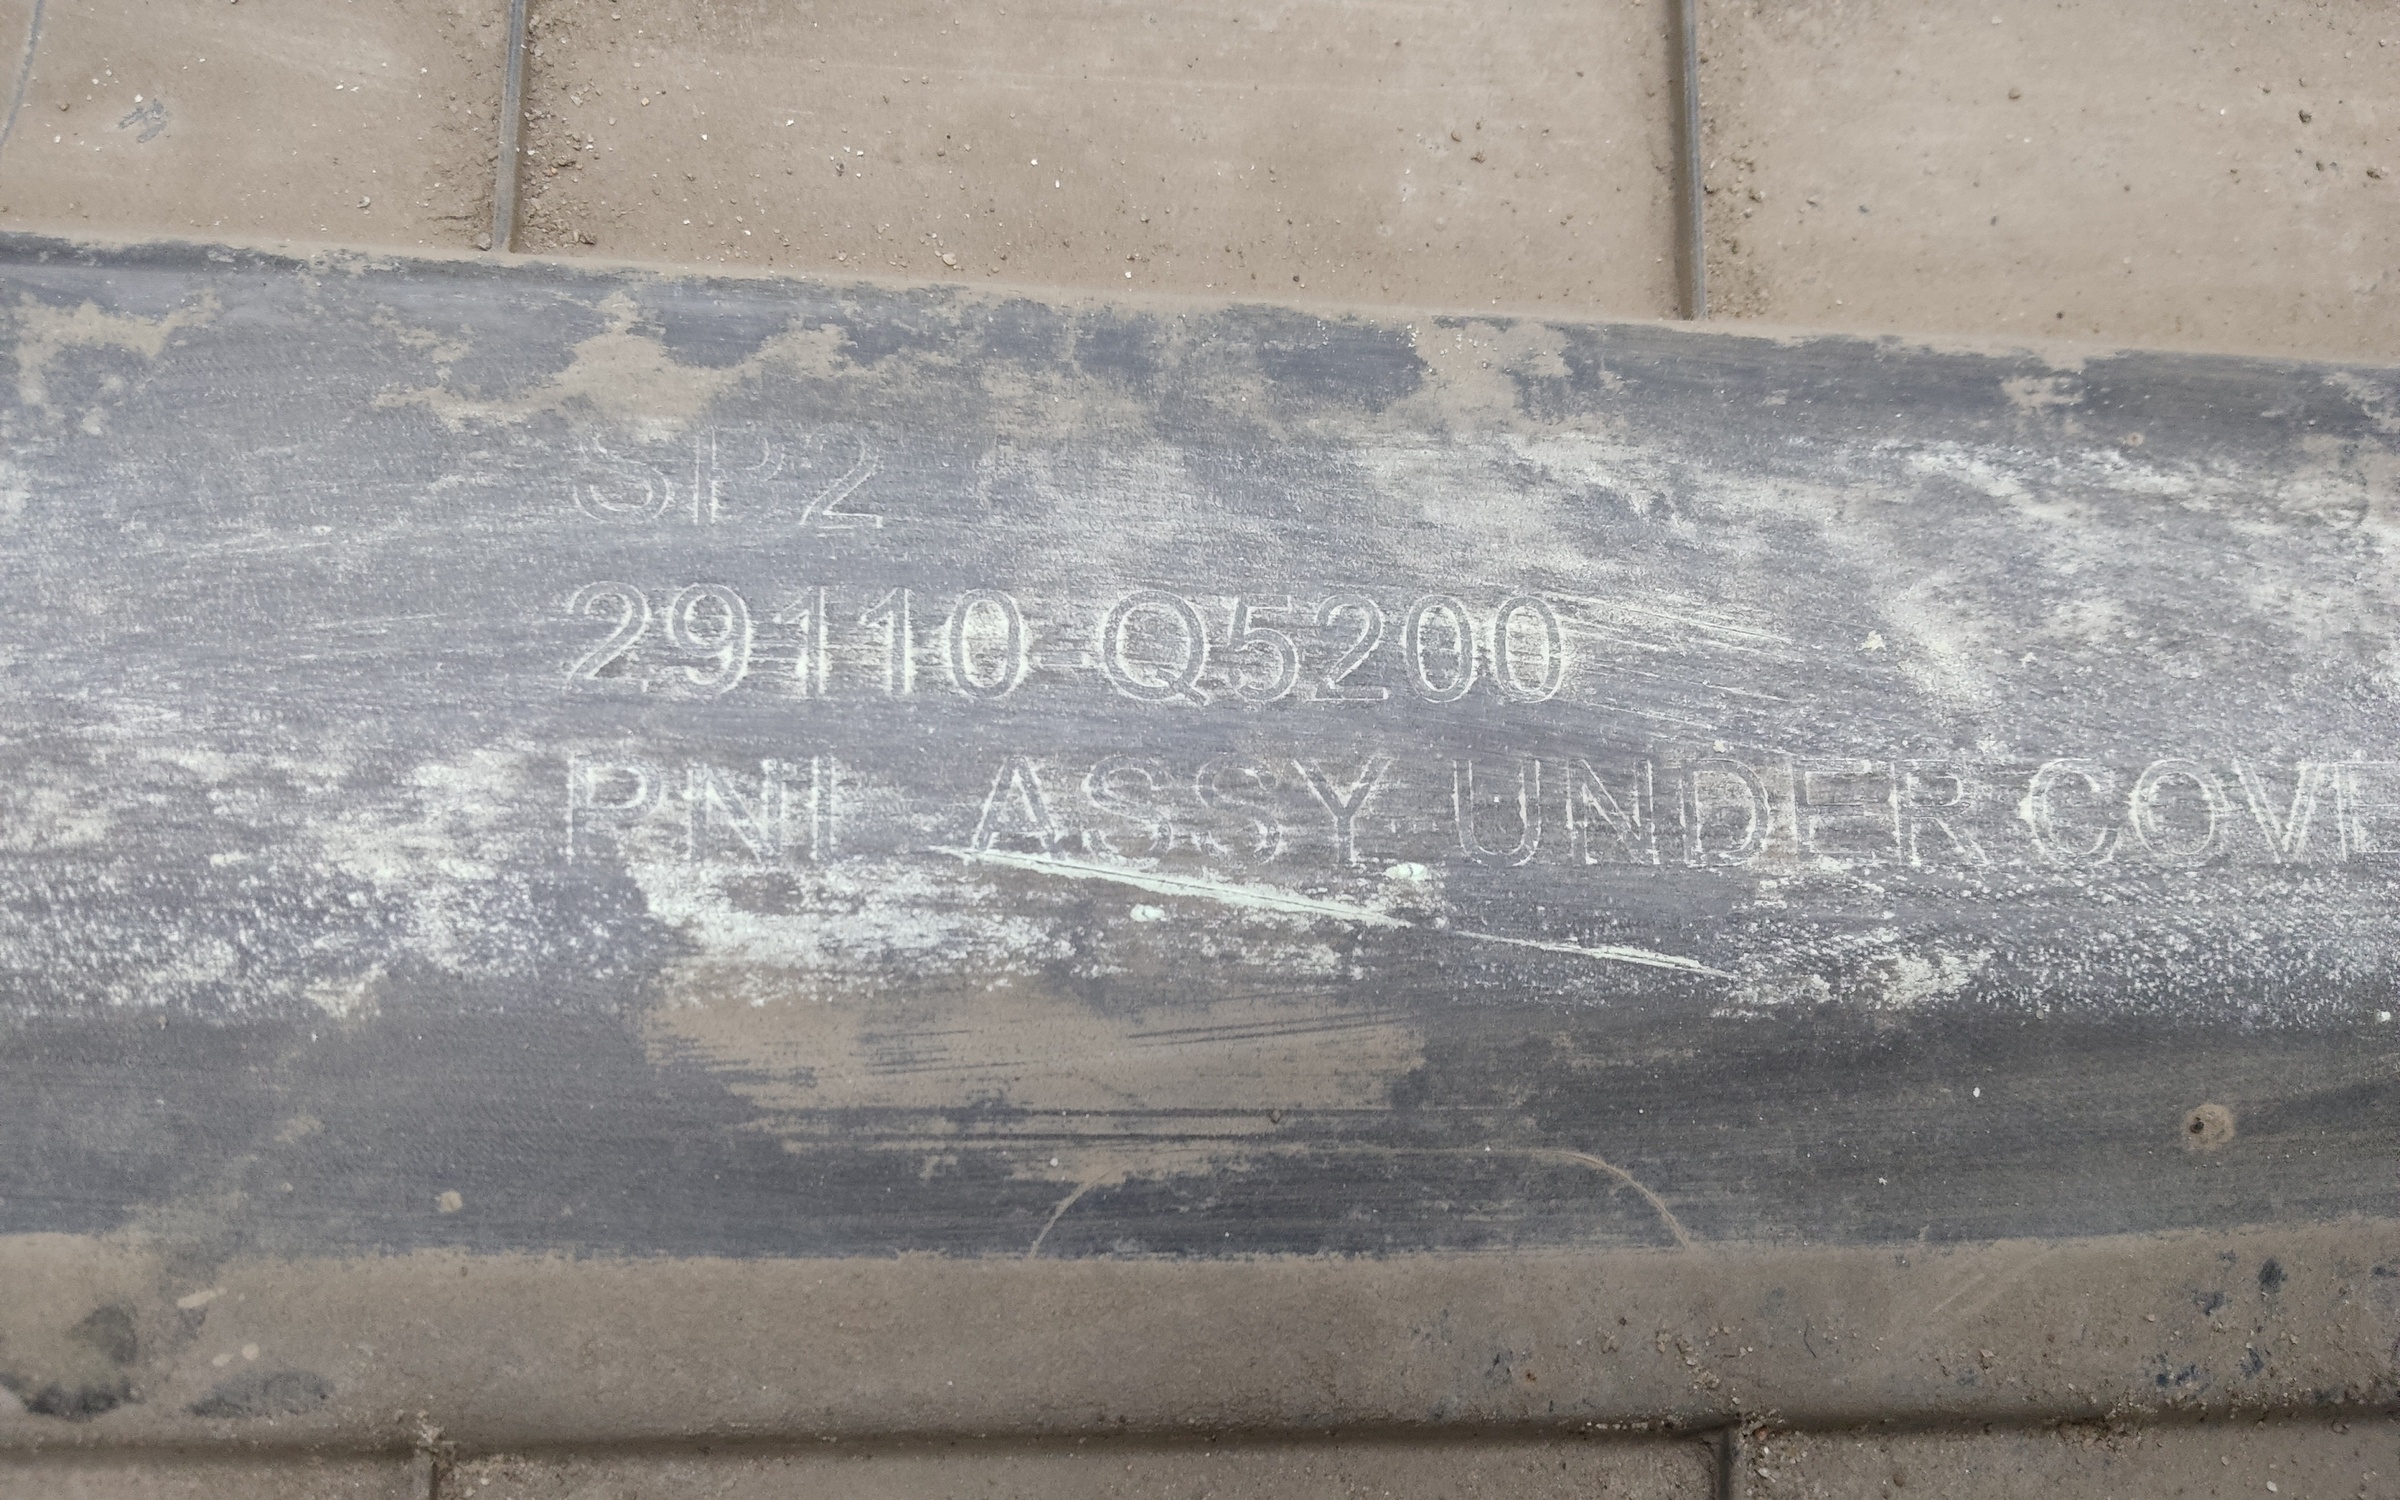 SP2
29110 Q5200
PNL ASSY UNDER COVE